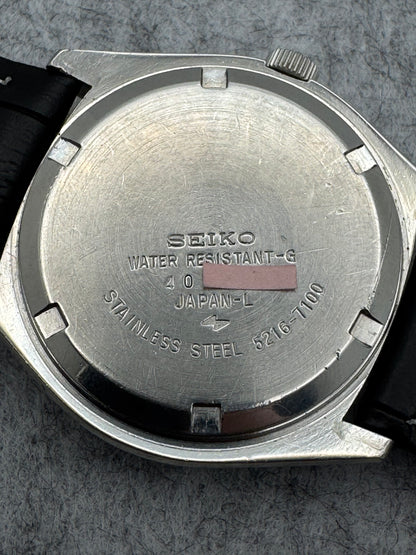 SEIKO
WATER RESISTANT-G
40
JAPAN-L
STAINLESS STEEL 5216-7100